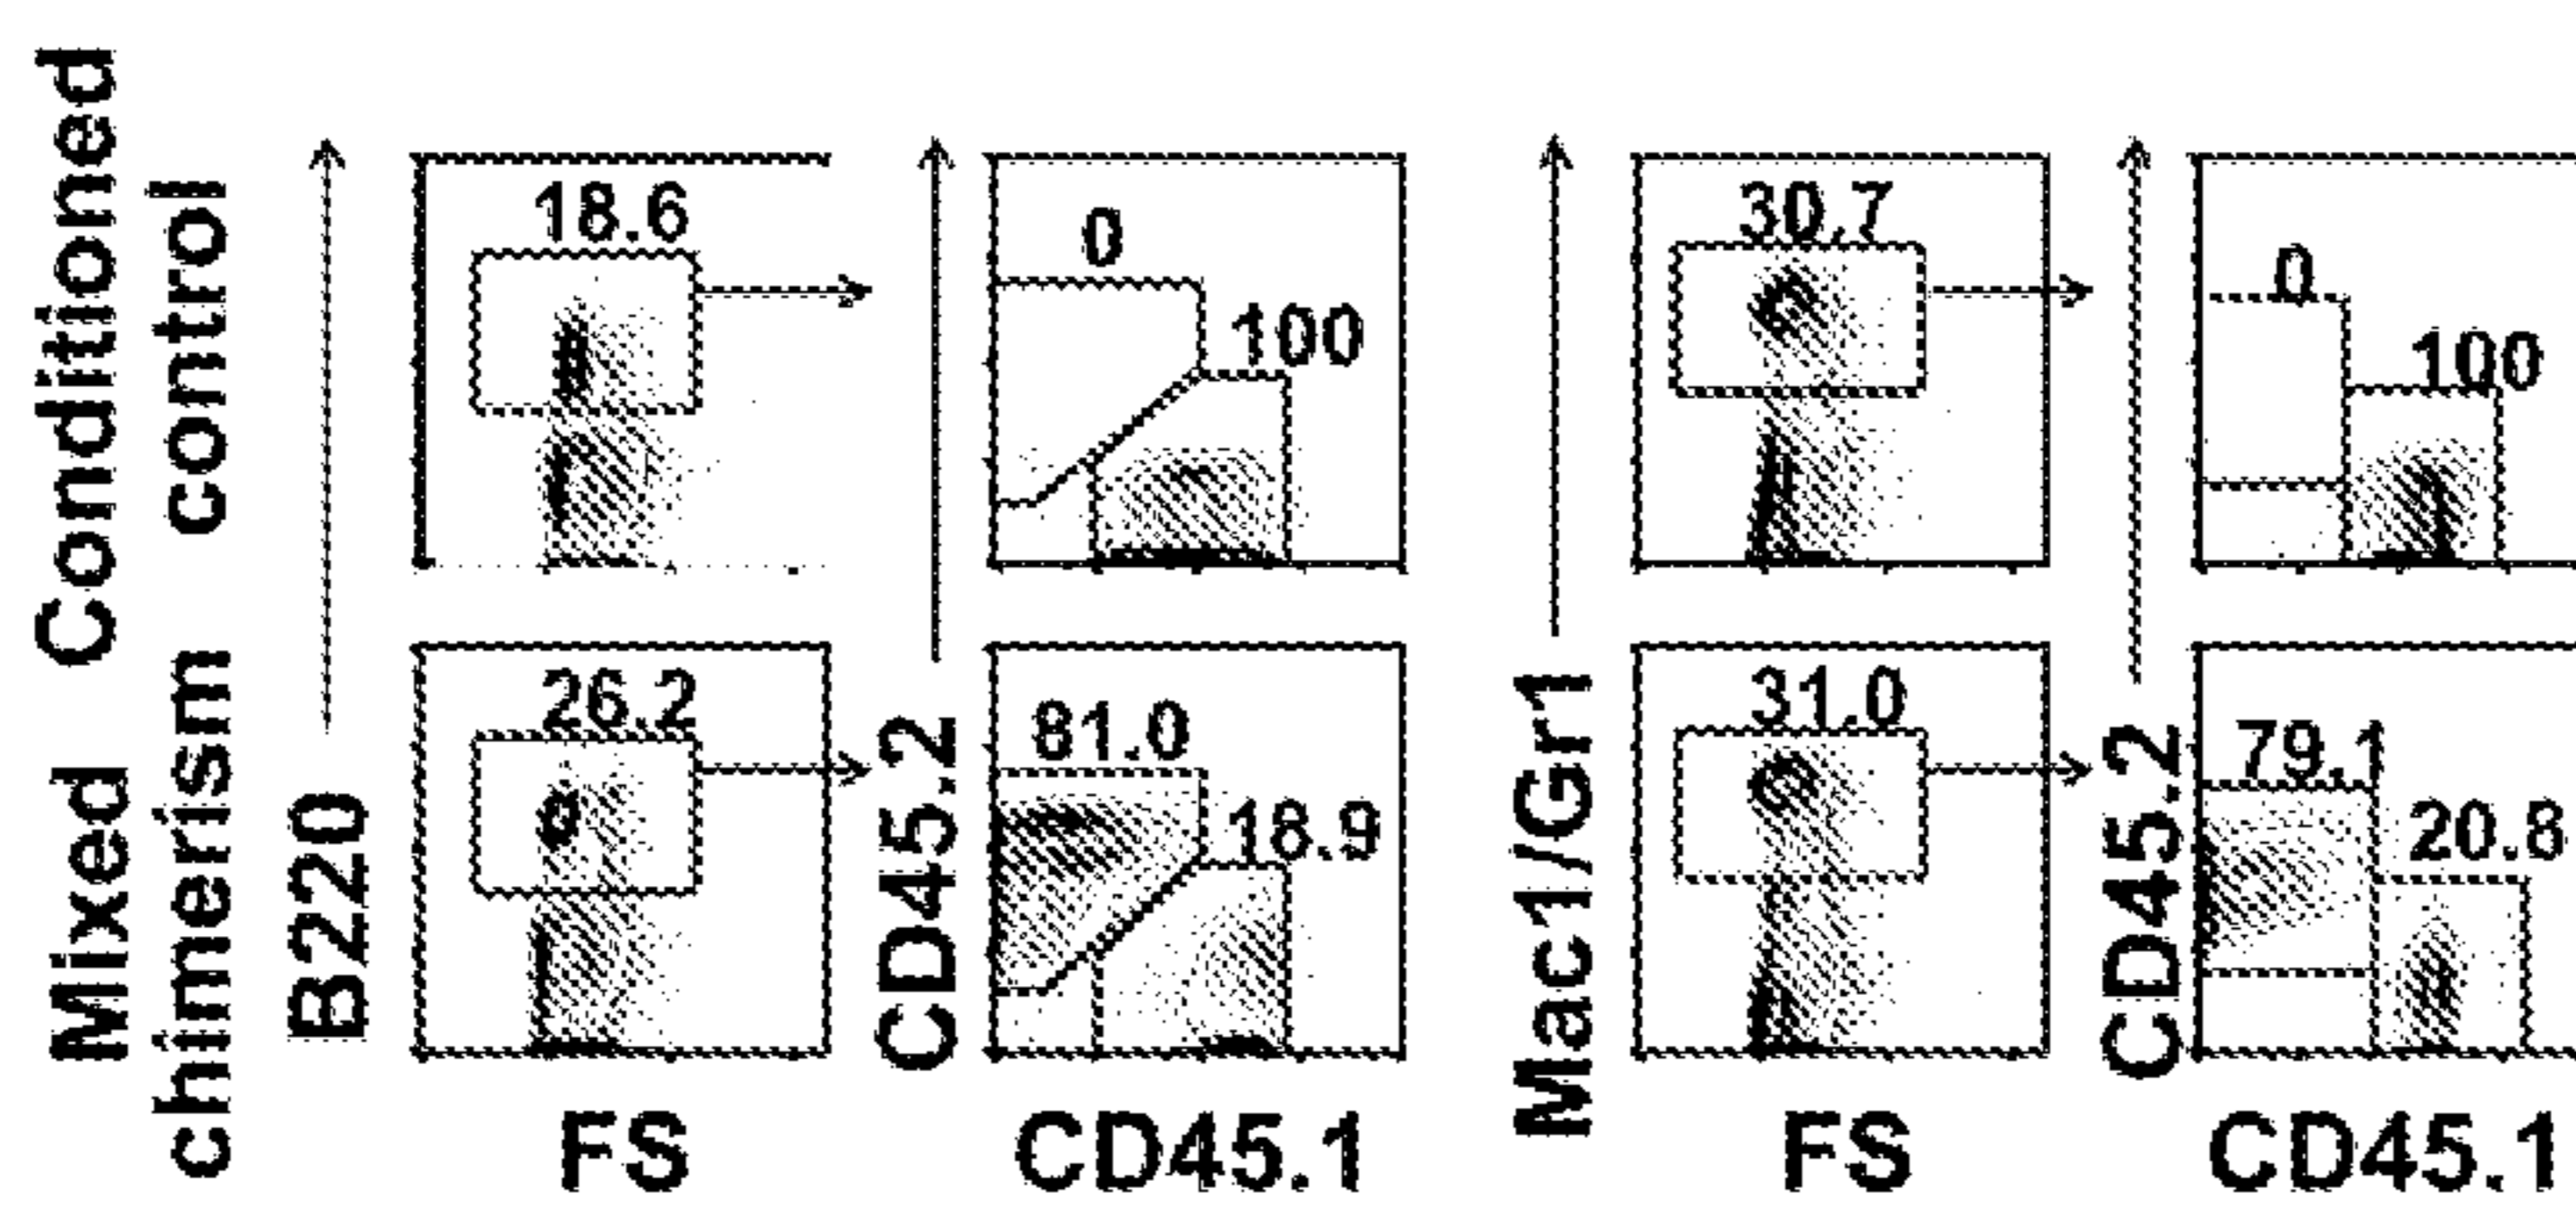 Conditioned
control
18.6
0
100
30.7
0
100
Mixed
chimerism
B220
26.2
CD45.2
81.0
18.9
Mac1/Gr1
31.0
CD45.2
79.1
20.8
FS
CD45.1
FS
CD45.1